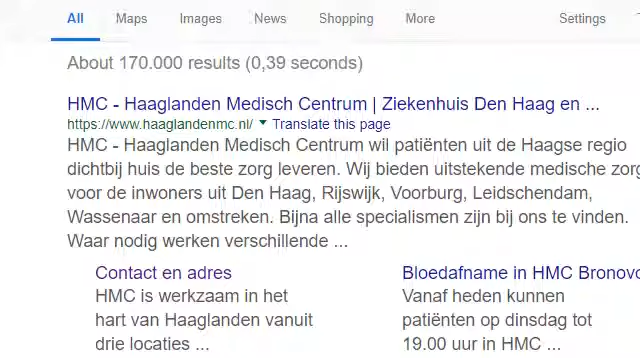 All Maps Images News Shopping More Settings
About 170.000 results (0,39 seconds)
HMC - Haaglanden Medisch Centrum | Ziekenhuis Den Haag en ...
https://www.haaglandenmc.nl/ ▼ Translate this page
HMC - Haaglanden Medisch Centrum wil patiënten uit de Haagse regio
dichtbij huis de beste zorg leveren. Wij bieden uitstekende medische zorg
voor de inwoners uit Den Haag, Rijswijk, Voorburg, Leidschendam,
Wassenaar en omstreken. Bijna alle specialismen zijn bij ons te vinden.
Waar nodig werken verschillende ...
Contact en adres
HMC is werkzaam in het
hart van Haaglanden vanuit
drie locaties ...
Bloedafname in HMC Bronovo
Vanaf heden kunnen
patiënten op dinsdag tot
19.00 uur in HMC ...